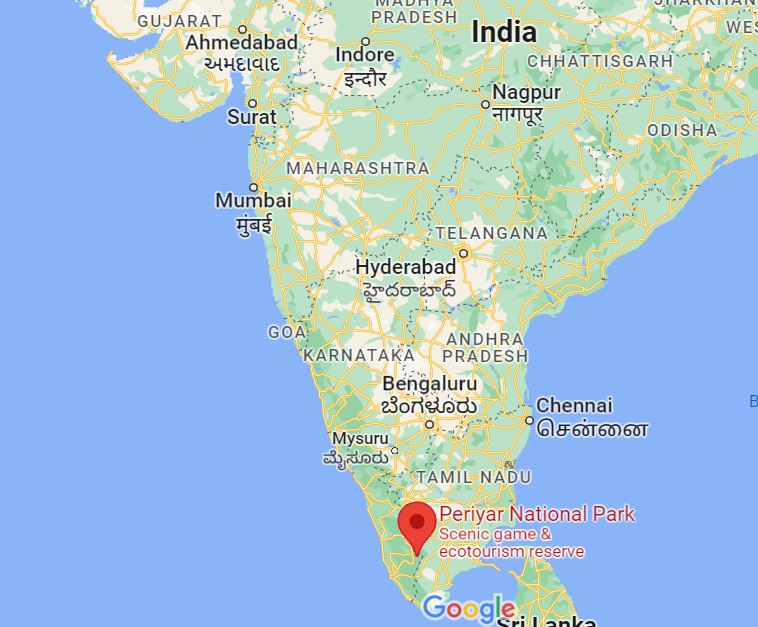 MADHYA
PRADESH
JHARKHAN
GUJARAT
India
WES
Ahmedabad
અમદાવાદ
Indore
इन्दौर
CHHATTISGARH
Nagpur
नागपूर
Surat
ODISHA
MAHARASHTRA
Mumbai
मुंबई
TELANGANA
Hyderabad
హైదరాబాద్
GOA
KARNATAKA
ANDHRA
PRADESH
Bengaluru
ಬೆಂಗಳೂರು
B
Chennai
சென்னை
Mysuru
ಮೈಸೂರು
TAMIL NADU
Periyar National Park
Scenic game &
ecotourism reserve
Google
Sri Lanka